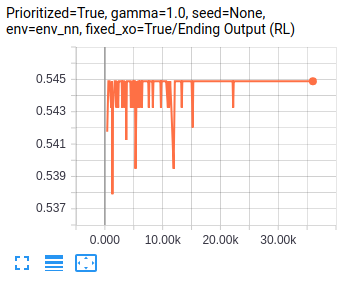 Prioritized=True, gamma=1.0, seed=None,
env=env_nn, fixed_xo=True/Ending Output (RL)
0.545
0.543
0.541
0.539
0.537
0.000 10.00k 20.00k 30.00k